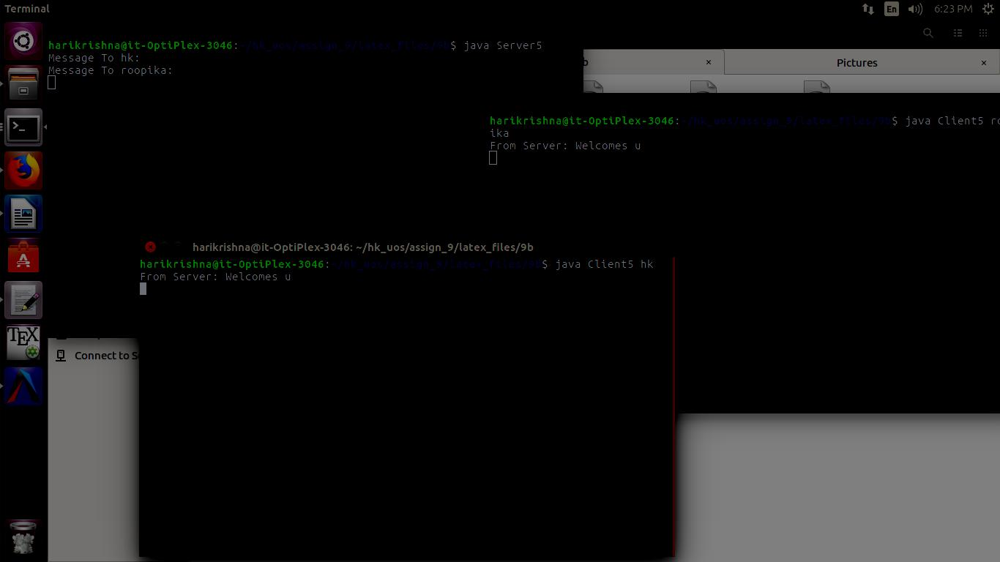 Terminal
En
6:23 PM
harikrishna@it-OptiPlex-3046:~/hk_uos/assign_9/latex_files/9b$ java Server5
Message To hk:
Message To roopika:
b
×
Pictures
×
harikrishna@it-OptiPlex-3046:~/hk_uos/assign_9/latex_files/9b$ java Client5 ro
ika
From Server: Welcomes u
harikrishna@it-OptiPlex-3046: ~/hk_uos/assign_9/latex_files/9b
harikrishna@it-OptiPlex-3046:~/hk_uos/assign_9/latex_files/9b$ java Client5 hk
From Server: Welcomes u
TEX
Connect to S